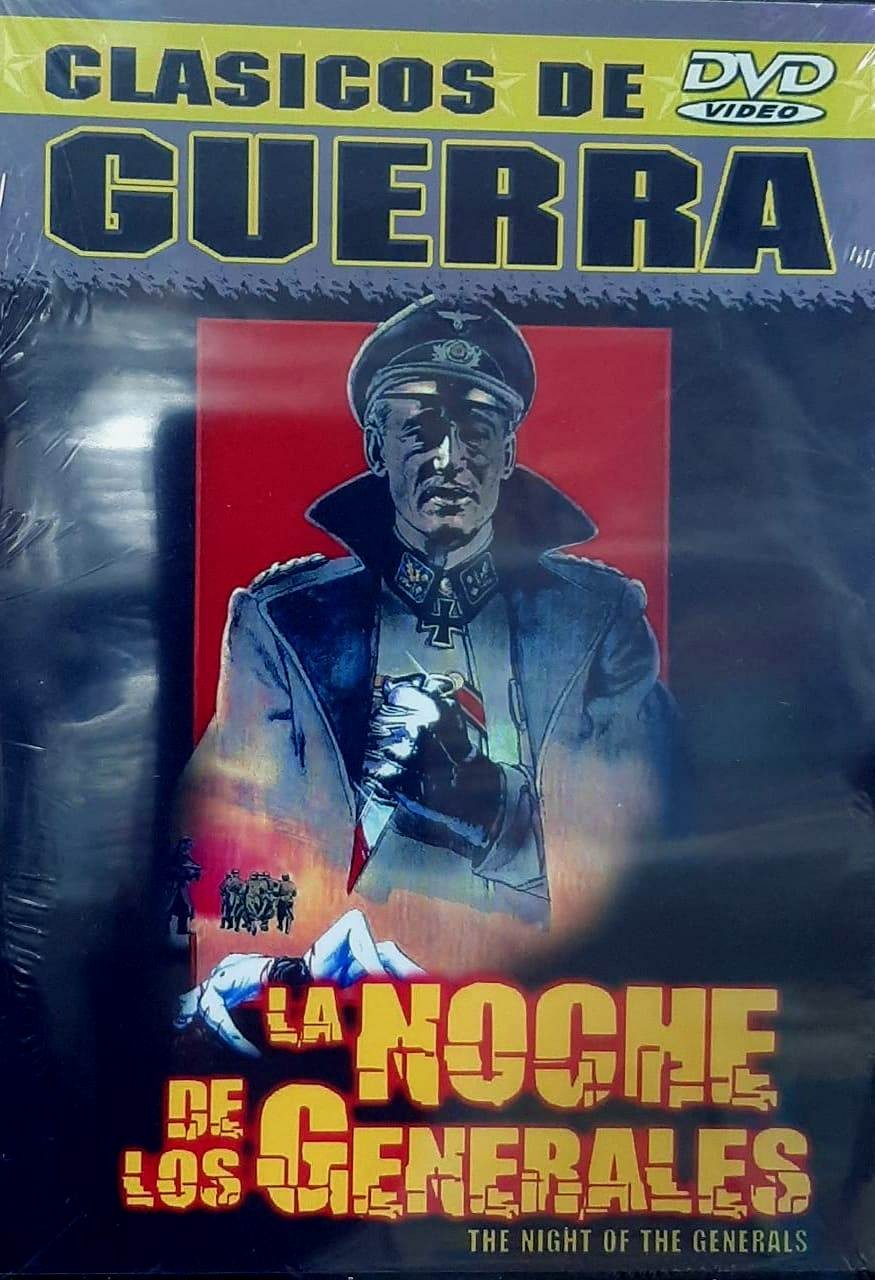 CLASICOS DE
DVD
VIDEO
GUERRA
LA NOCHE
DE
LOS GENERALES
THE NIGHT OF THE GENERALS